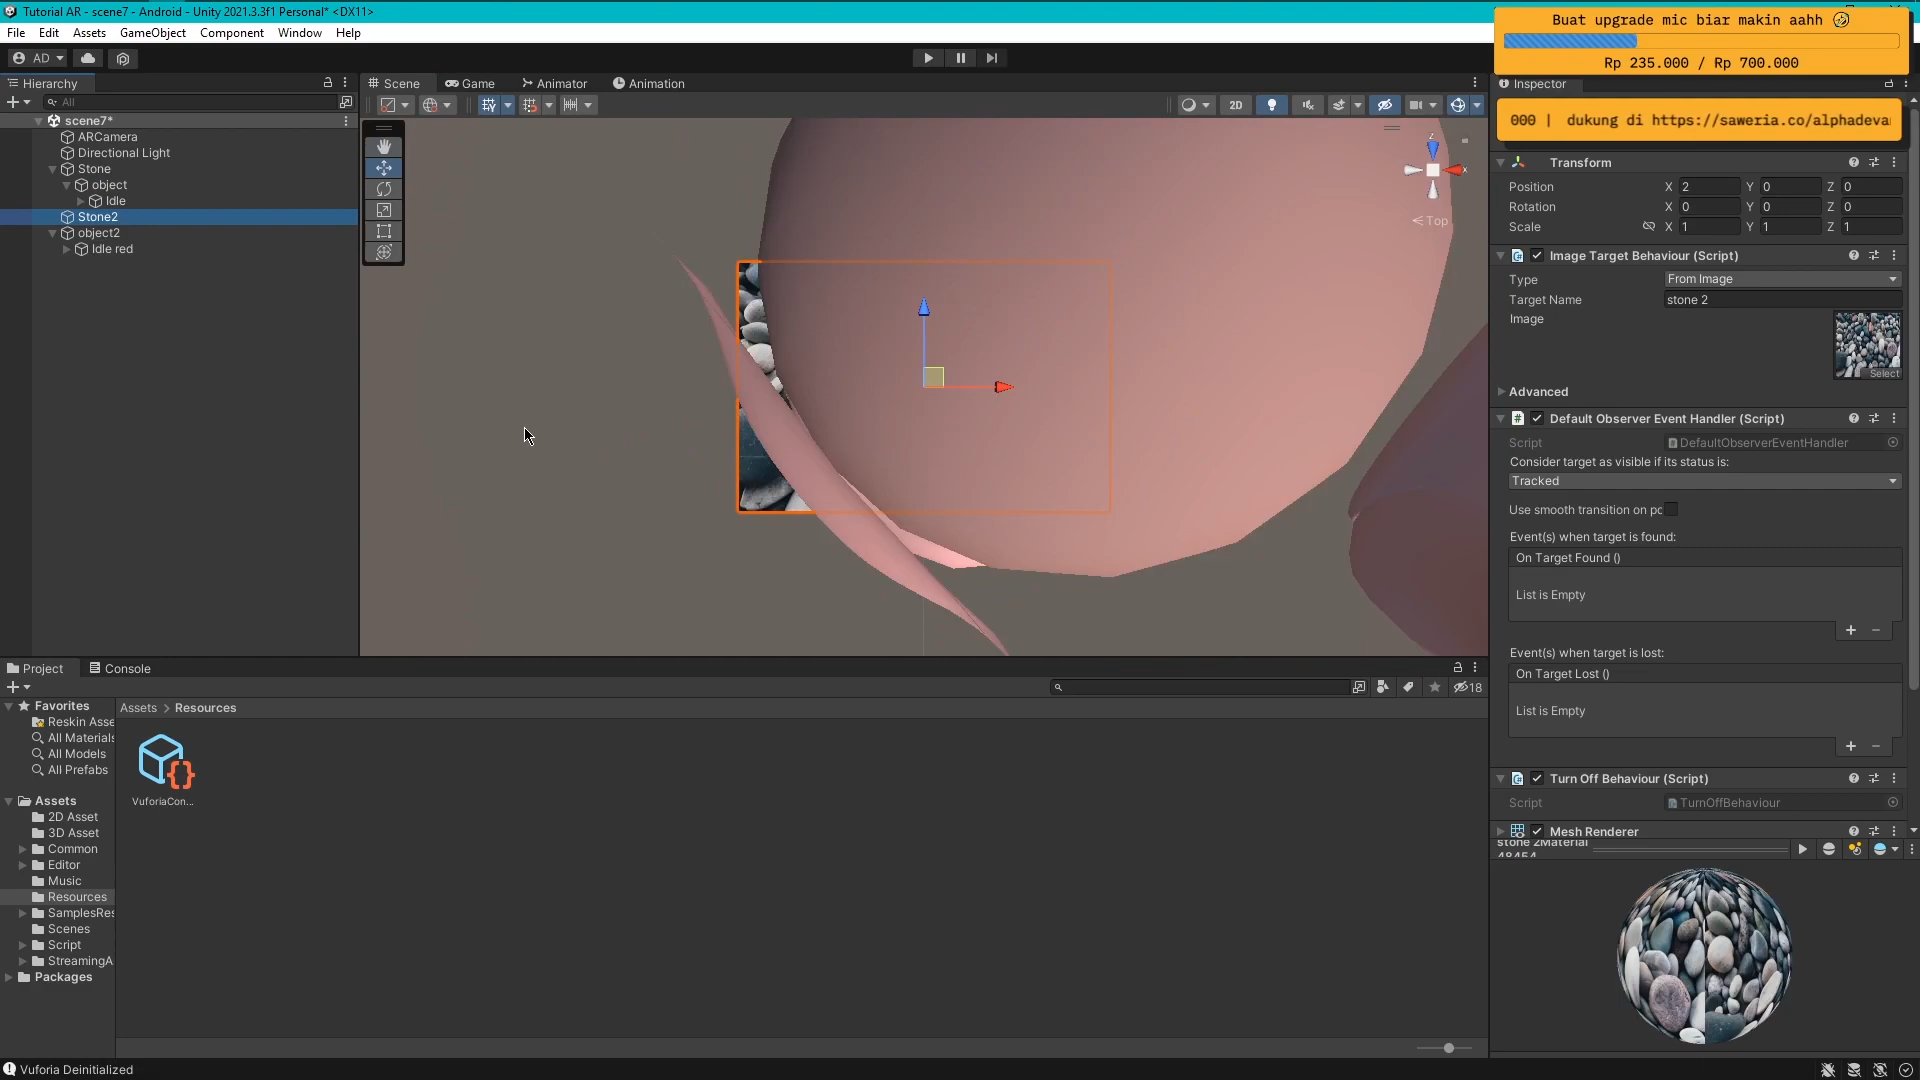 Tutorial AR - scene7 - Android - Unity 2021.3.3f1 Personal* <DX11>
File Edit Assets GameObject Component Window Help
Buat upgrade mic biar makin aahh
Rp 235.000 / Rp 700.000
AD
Hierarchy
All
scene7*
ARCamera
Directional Light
Stone
object
Idle
Stone2
object2
Idle red
Scene Game Animator Animation
2D
Top
Inspector
000 | dukung di https://saweria.co/alphadeva
Transform
Position X 2 Y 0 Z 0
Rotation X 0 Y 0 Z 0
Scale X 1 Y 1 Z 1
Image Target Behaviour (Script)
Type From Image
Target Name stone 2
Image
Select
Advanced
Default Observer Event Handler (Script)
Script DefaultObserverEventHandler
Consider target as visible if its status is:
Tracked
Use smooth transition on pc
Event(s) when target is found:
On Target Found ()
List is Empty
Event(s) when target is lost:
On Target Lost ()
List is Empty
Turn Off Behaviour (Script)
Script TurnOffBehaviour
Mesh Renderer
stone 2Material
48454
Project Console
18
Favorites
Reskin Asse
All Materials
All Models
All Prefabs
Assets
2D Asset
3D Asset
Common
Editor
Music
Resources
SamplesRes
Scenes
Script
StreamingA
Packages
Assets > Resources
VuforiaCon...
Vuforia Deinitialized